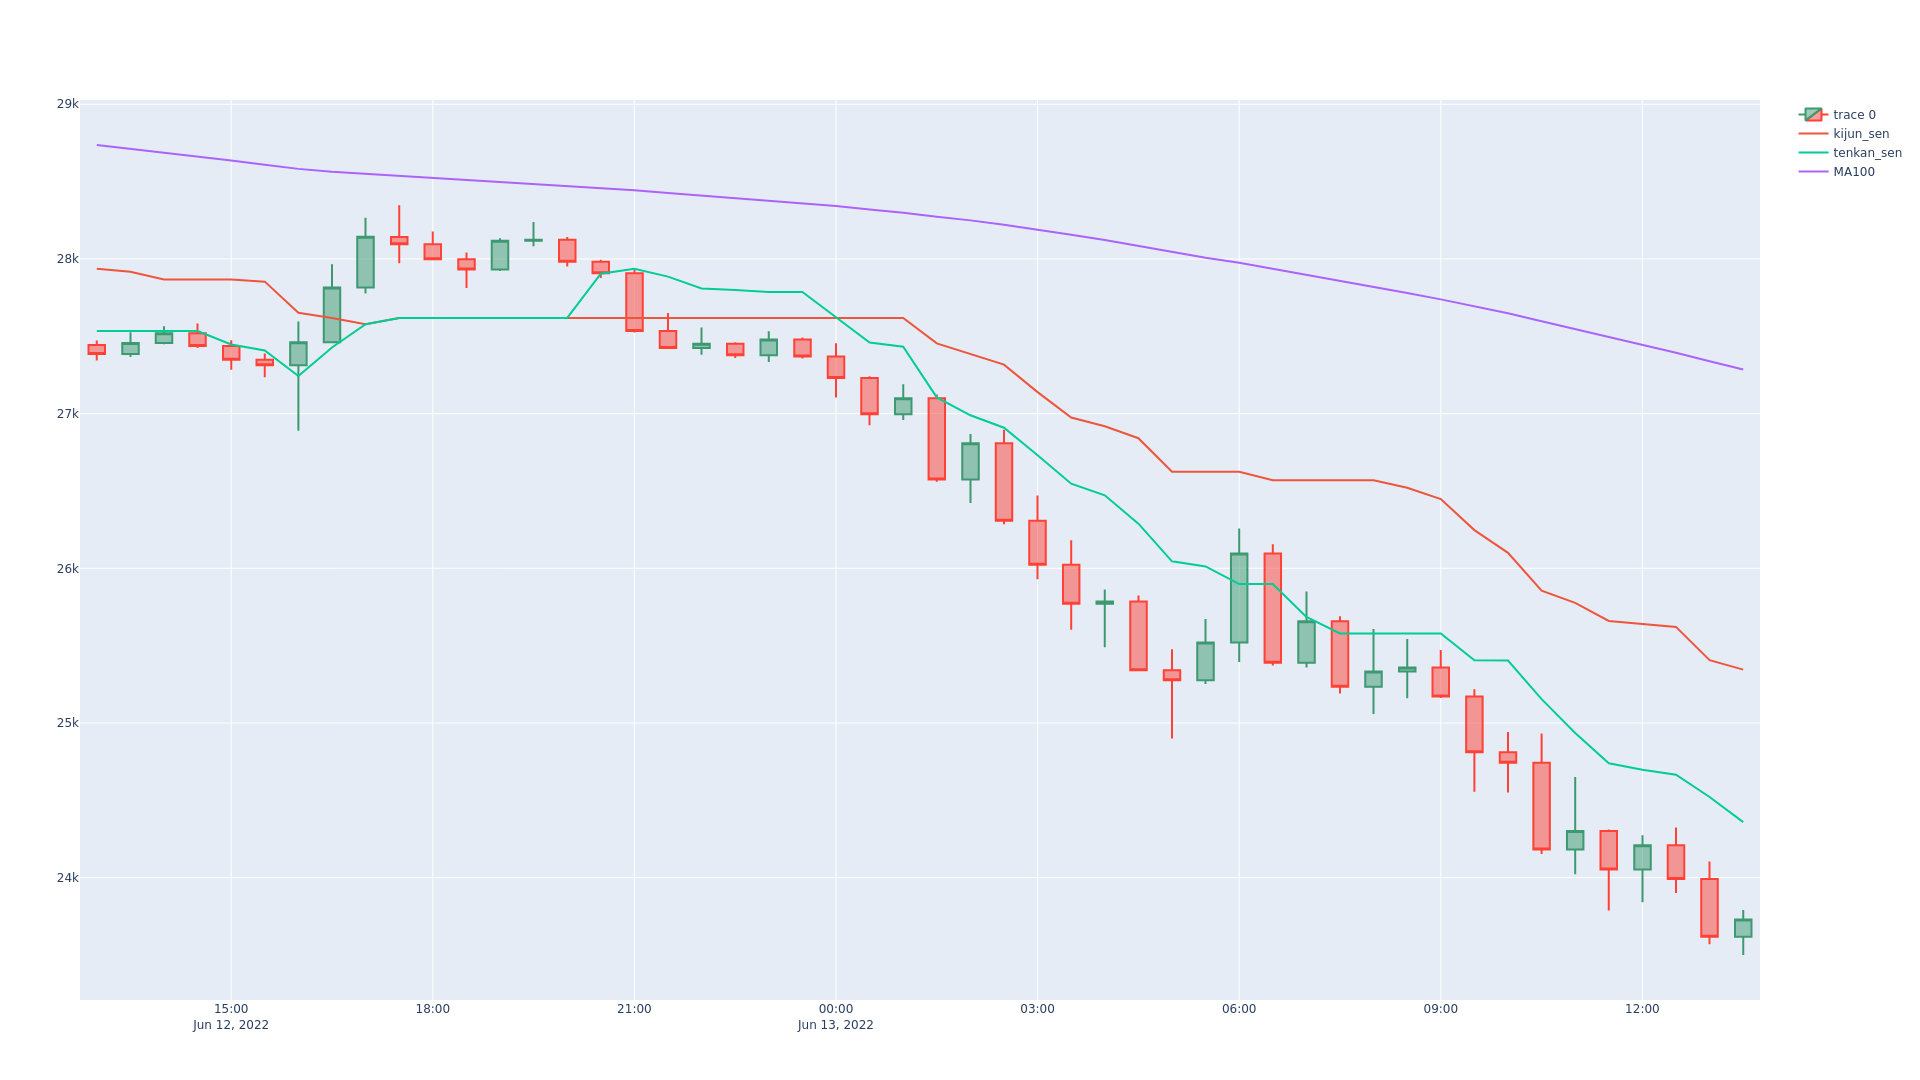 29k
28k
27k
26k
25k
24k
15:00
Jun 12, 2022
18:00
21:00
00:00
Jun 13, 2022
03:00
06:00
09:00
12:00
trace 0
kijun_sen
tenkan_sen
MA100